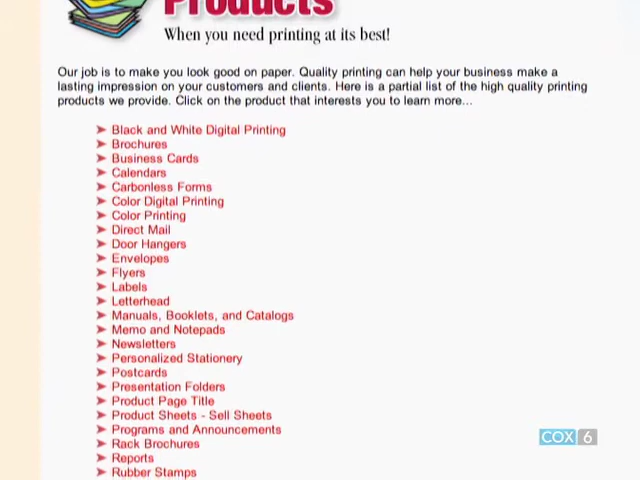 Products
When you need printing at its best!
Our job is to make you look good on paper. Quality printing can help your business make a
lasting impression on your customers and clients. Here is a partial list of the high quality printing
products we provide. Click on the product that interests you to learn more...
Black and White Digital Printing
Brochures
Business Cards
Calendars
Carbonless Forms
Color Digital Printing
Color Printing
Direct Mail
Door Hangers
Envelopes
Flyers
Labels
Letterhead
Manuals, Booklets, and Catalogs
Memo and Notepads
Newsletters
Personalized Stationery
Postcards
Presentation Folders
Product Page Title
Product Sheets - Sell Sheets
Programs and Announcements
Rack Brochures
Reports
Rubber Stamps
COX 6